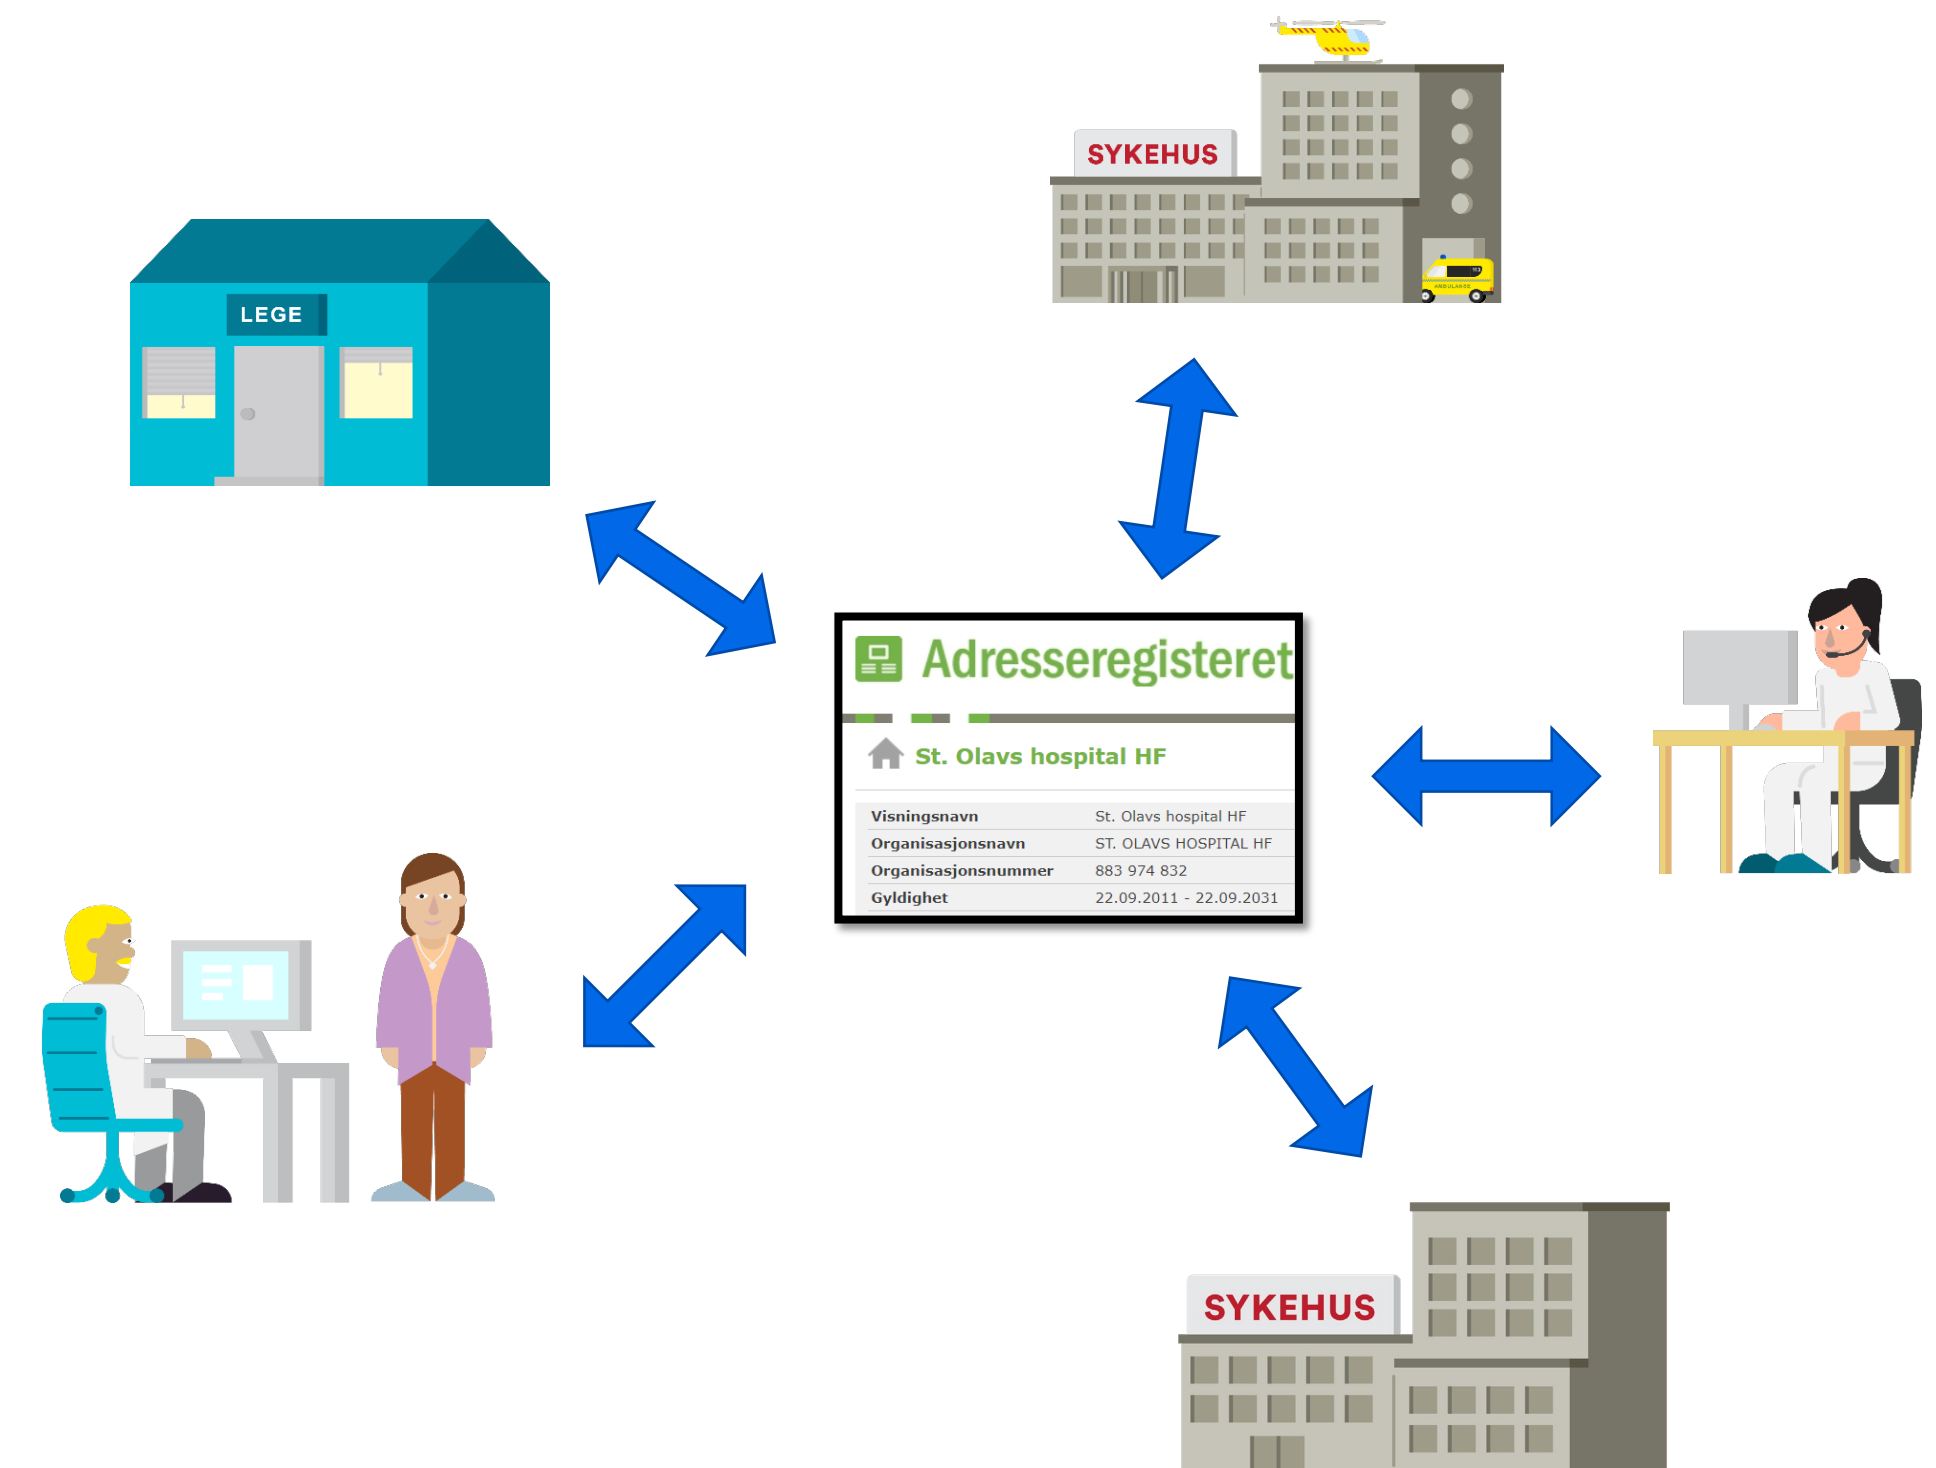 SYKEHUS
AMBULANSE
LEGE
Adresseregisteret
St. Olavs hospital HF
Visningsnavn St. Olavs hospital HF
Organisasjonsnavn ST. OLAVS HOSPITAL HF
Organisasjonsnummer 883 974 832
Gyldighet 22.09.2011 - 22.09.2031
SYKEHUS